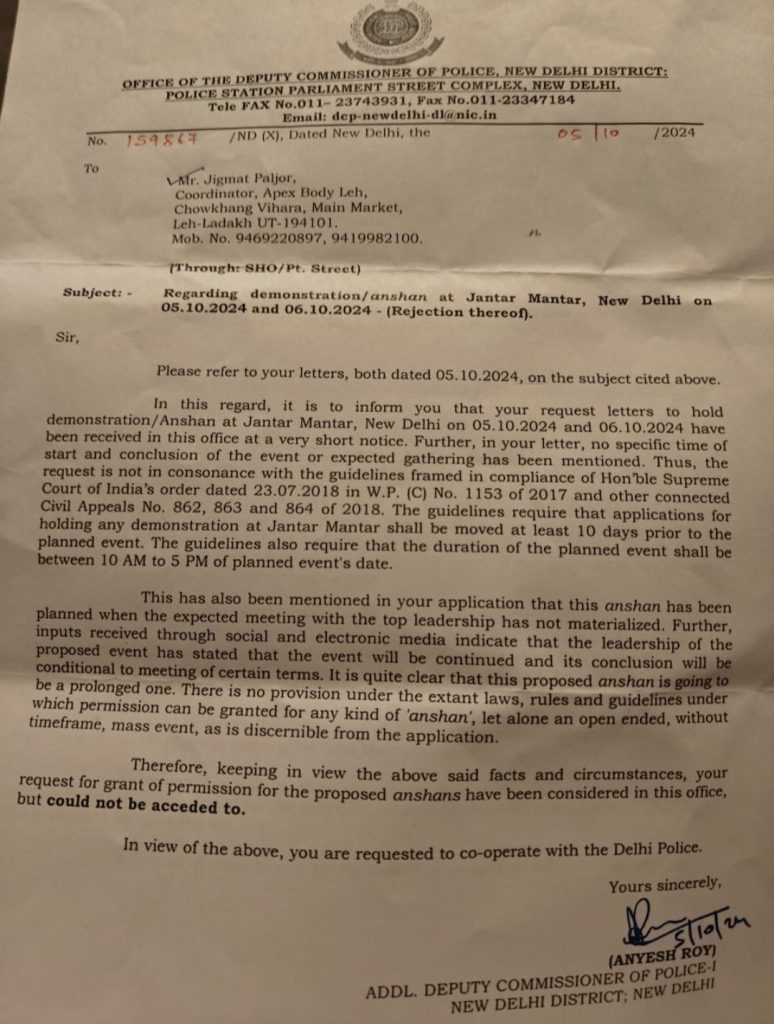 OFFICE OF THE DEPUTY COMMISSIONER OF POLICE, NEW DELHI DISTRICT:
POLICE STATION PARLIAMENT STREET COMPLEX, NEW DELHI.
Tele FAX No.011– 23743931, Fax No.011-23347184
Email: dcp-newdelhi-dl@nic.in
No. 159867 /ND (X), Dated New Delhi, the 05/10 /2024
To
Mr. Jigmat Paljor,
Coordinator, Apex Body Leh,
Chowkhang Vihara, Main Market,
Leh-Ladakh UT-194101.
Mob. No. 9469220897, 9419982100.
(Through: SHO/Pt. Street)
Subject: - Regarding demonstration/anshan at Jantar Mantar, New Delhi on
05.10.2024 and 06.10.2024 - (Rejection thereof).
Sir,
Please refer to your letters, both dated 05.10.2024, on the subject cited above.
In this regard, it is to inform you that your request letters to hold
demonstration/Anshan at Jantar Mantar, New Delhi on 05.10.2024 and 06.10.2024 have
been received in this office at a very short notice. Further, in your letter, no specific time of
start and conclusion of the event or expected gathering has been mentioned. Thus, the
request is not in consonance with the guidelines framed in compliance of Hon'ble Supreme
Court of India's order dated 23.07.2018 in W.P. (C) No. 1153 of 2017 and other connected
Civil Appeals No. 862, 863 and 864 of 2018. The guidelines require that applications for
holding any demonstration at Jantar Mantar shall be moved at least 10 days prior to the
planned event. The guidelines also require that the duration of the planned event shall be
between 10 AM to 5 PM of planned event's date.
This has also been mentioned in your application that this anshan has been
planned when the expected meeting with the top leadership has not materialized. Further,
inputs received through social and electronic media indicate that the leadership of the
proposed event has stated that the event will be continued and its conclusion will be
conditional to meeting of certain terms. It is quite clear that this proposed anshan is going to
be a prolonged one. There is no provision under the extant laws, rules and guidelines under
which permission can be granted for any kind of 'anshan', let alone an open ended, without
timeframe, mass event, as is discernible from the application.
Therefore, keeping in view the above said facts and circumstances, your
request for grant of permission for the proposed anshans have been considered in this office,
but could not be acceded to.
In view of the above, you are requested to co-operate with the Delhi Police.
Yours sincerely,
5/10/24
(ANYESH ROY)
ADDL. DEPUTY COMMISSIONER OF POLICE-I
NEW DELHI DISTRICT; NEW DELHI